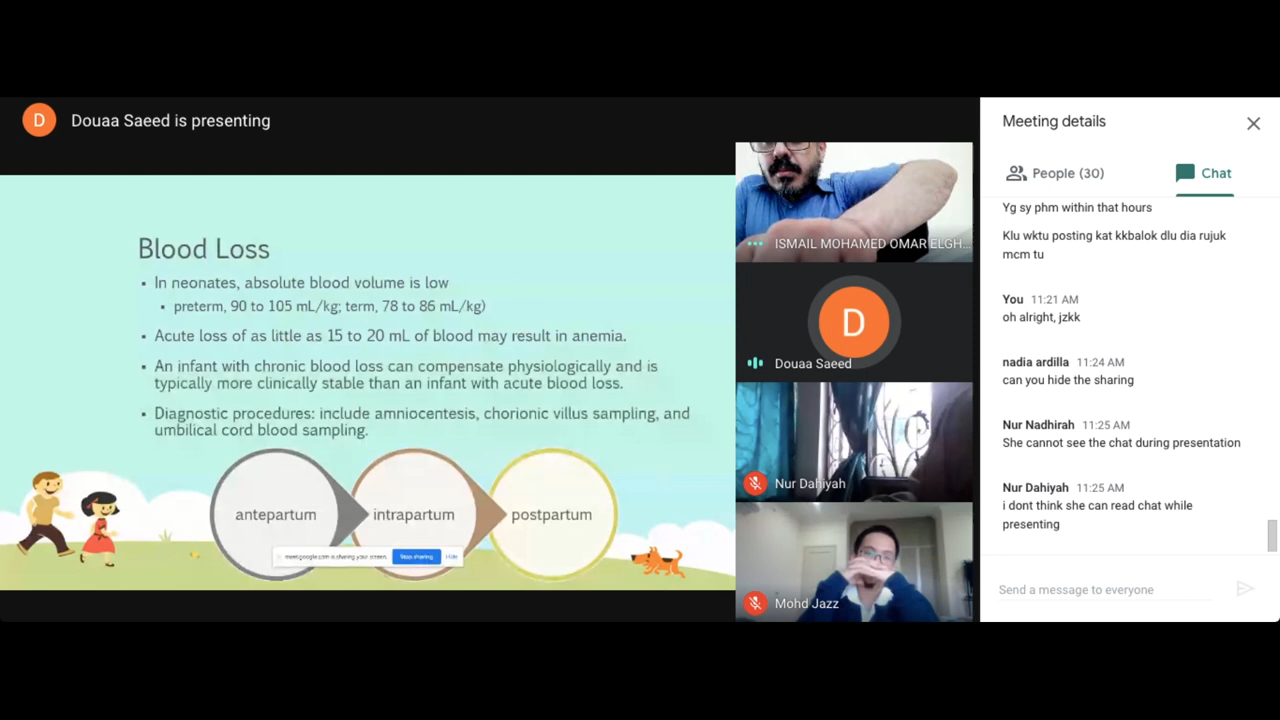 D
Douaa Saeed is presenting
Blood Loss
▪ In neonates, absolute blood volume is low
▪ preterm, 90 to 105 mL/kg; term, 78 to 86 mL/kg)
▪ Acute loss of as little as 15 to 20 mL of blood may result in anemia.
▪ An infant with chronic blood loss can compensate physiologically and is
typically more clinically stable than an infant with acute blood loss.
▪ Diagnostic procedures: include amniocentesis, chorionic villus sampling, and
umbilical cord blood sampling.
antepartum
intrapartum
postpartum
meet.google.com is sharing your screen.
Stop sharing
Hide
ISMAIL MOHAMED OMAR ELGH...
D
Douaa Saeed
Nur Dahiyah
Mohd Jazz
Meeting details
People (30)
Chat
Yg sy phm within that hours
Klu wktu posting kat kkbalok dlu dia rujuk
mcm tu
You 11:21 AM
oh alright, jzkk
nadia ardilla 11:24 AM
can you hide the sharing
Nur Nadhirah 11:25 AM
She cannot see the chat during presentation
Nur Dahiyah 11:25 AM
i dont think she can read chat while
presenting
Send a message to everyone